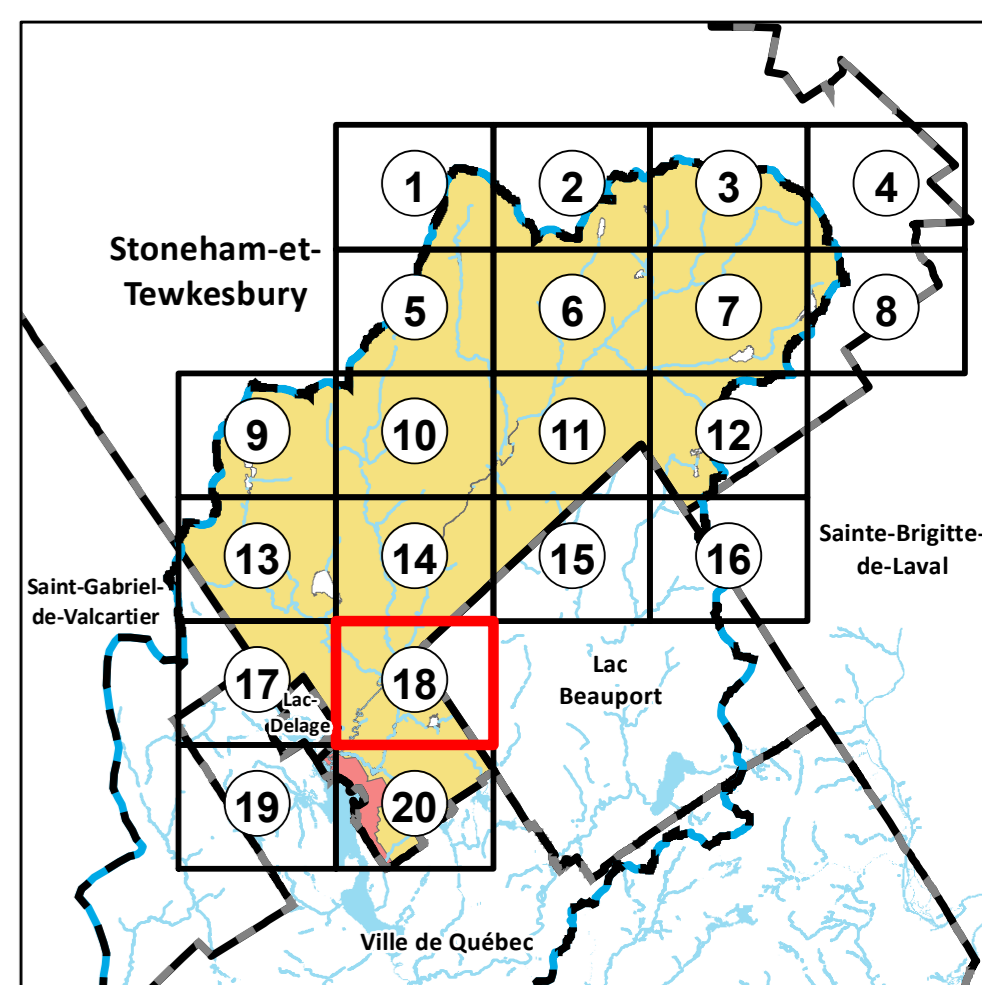 1
2
3
4
Stoneham-et-
Tewkesbury
5
6
7
8
9
10
11
12
13
14
15
16
Sainte-Brigitte-
de-Laval
Saint-Gabriel-
de-Valcartier
17
Lac-
Delage
18
Lac
Beauport
19
20
Ville de Québec